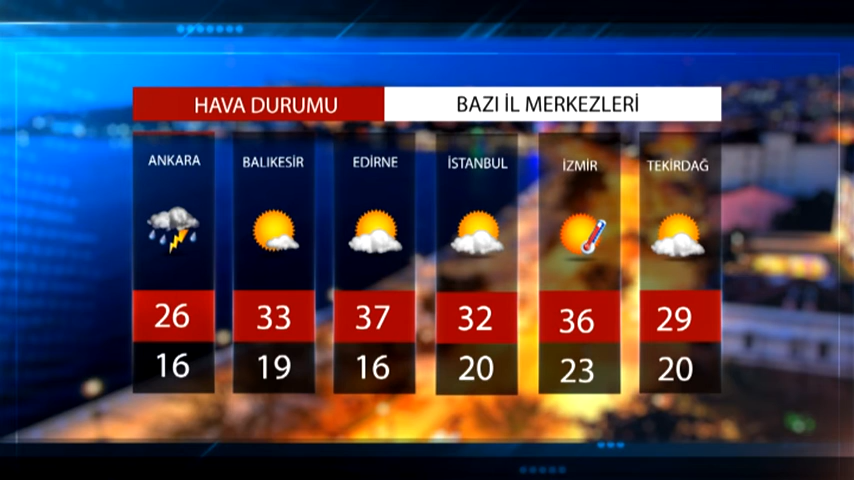 HAVA DURUMU BAZI İL MERKEZLERİ
ANKARA BALIKESİR EDİRNE İSTANBUL İZMİR TEKİRDAĞ
26 33 37 32 36 29
16 19 16 20 23 20